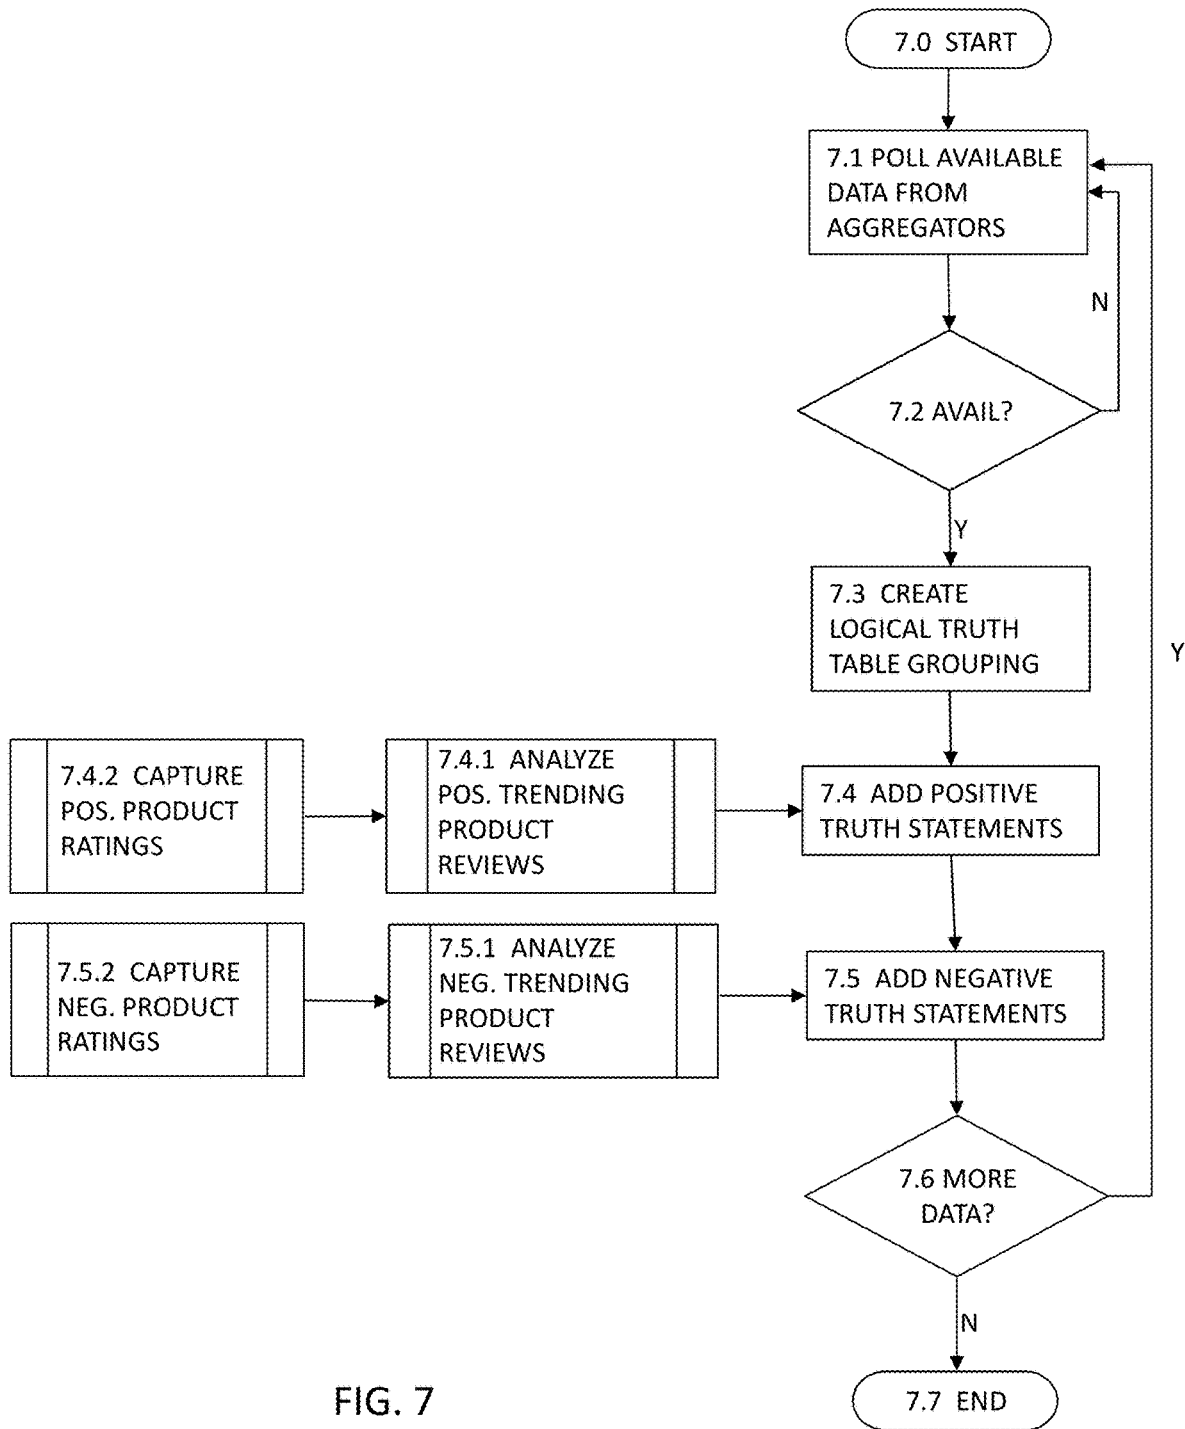 7.0 START
7.1 POLL AVAILABLE
DATA FROM
AGGREGATORS
N
7.2 AVAIL?
Y
7.3 CREATE
LOGICAL TRUTH
TABLE GROUPING
Y
7.4.2 CAPTURE
POS. PRODUCT
RATINGS
7.4.1 ANALYZE
POS. TRENDING
PRODUCT
REVIEWS
7.4 ADD POSITIVE
TRUTH STATEMENTS
7.5.2 CAPTURE
NEG. PRODUCT
RATINGS
7.5.1 ANALYZE
NEG. TRENDING
PRODUCT
REVIEWS
7.5 ADD NEGATIVE
TRUTH STATEMENTS
7.6 MORE
DATA?
N
7.7 END
FIG. 7